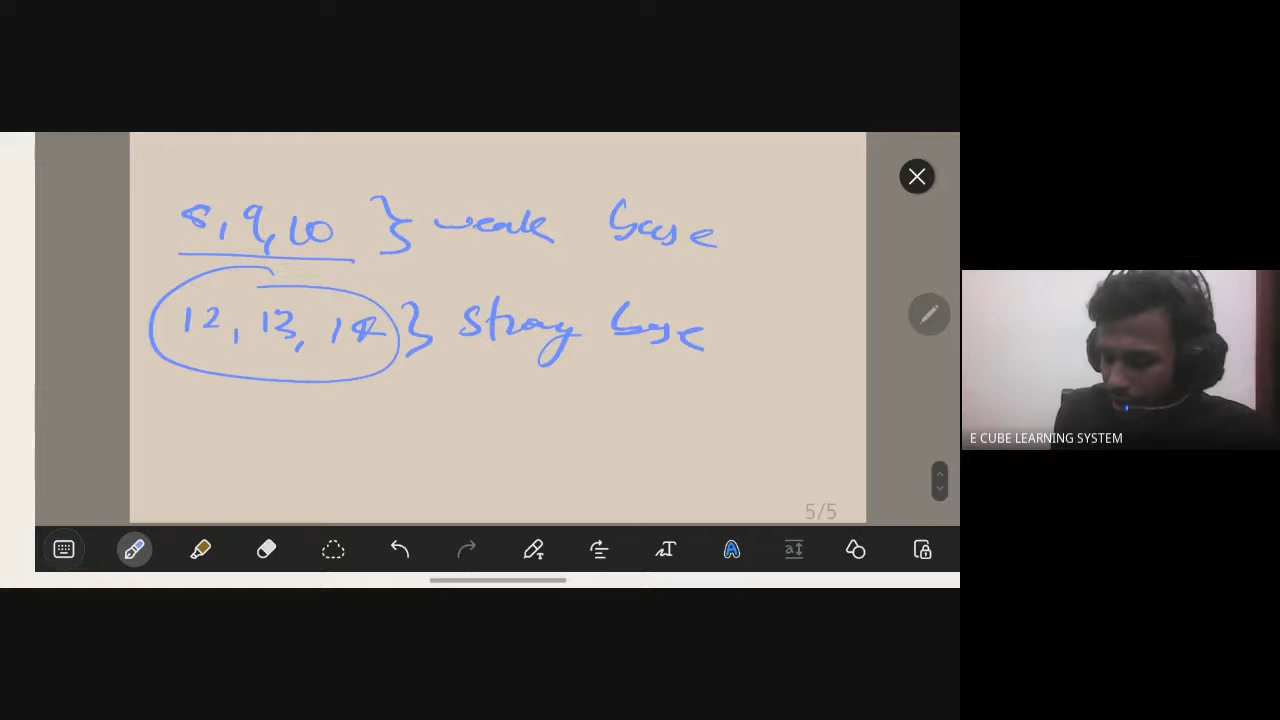 8, 9, 10 } weak base
12, 13, 14 } strong base
5/5
E CUBE LEARNING SYSTEM